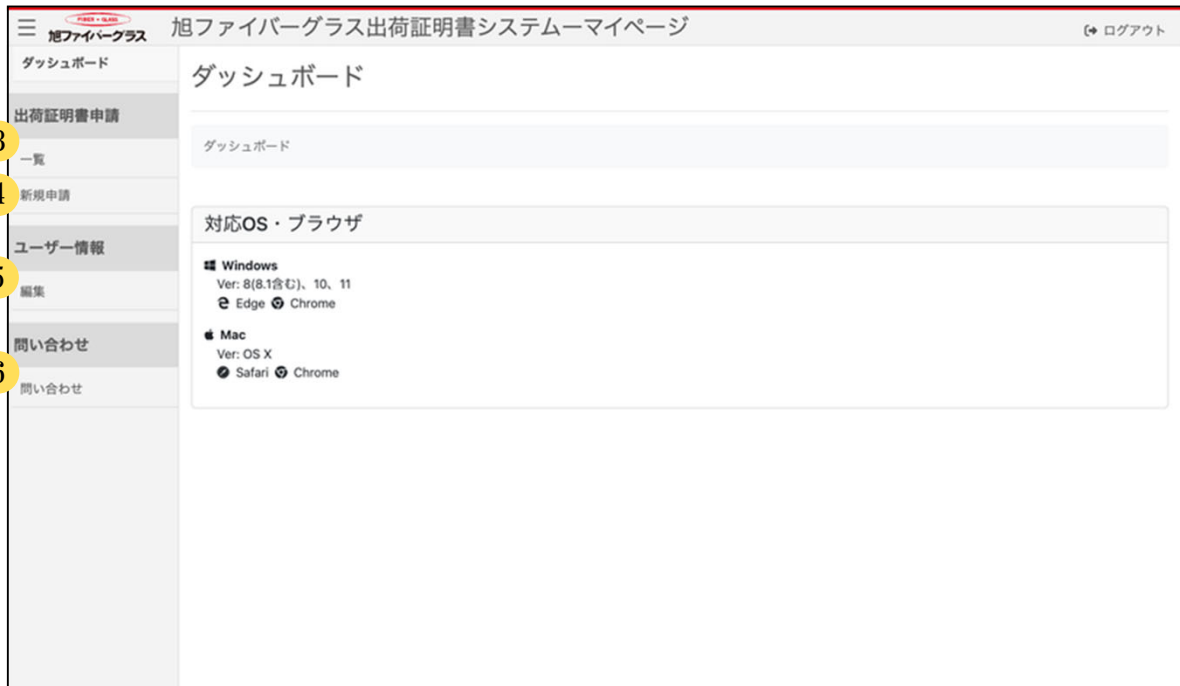 FIBER・GLASS
旭ファイバーグラス
旭ファイバーグラス出荷証明書システムーマイページ
ログアウト
ダッシュボード
出荷証明書申請
3
一覧
4
新規申請
ユーザー情報
5
編集
問い合わせ
6
問い合わせ
ダッシュボード
ダッシュボード
対応OS・ブラウザ
Windows
Ver: 8(8.1含む)、10、11
Edge Chrome
Mac
Ver: OS X
Safari Chrome